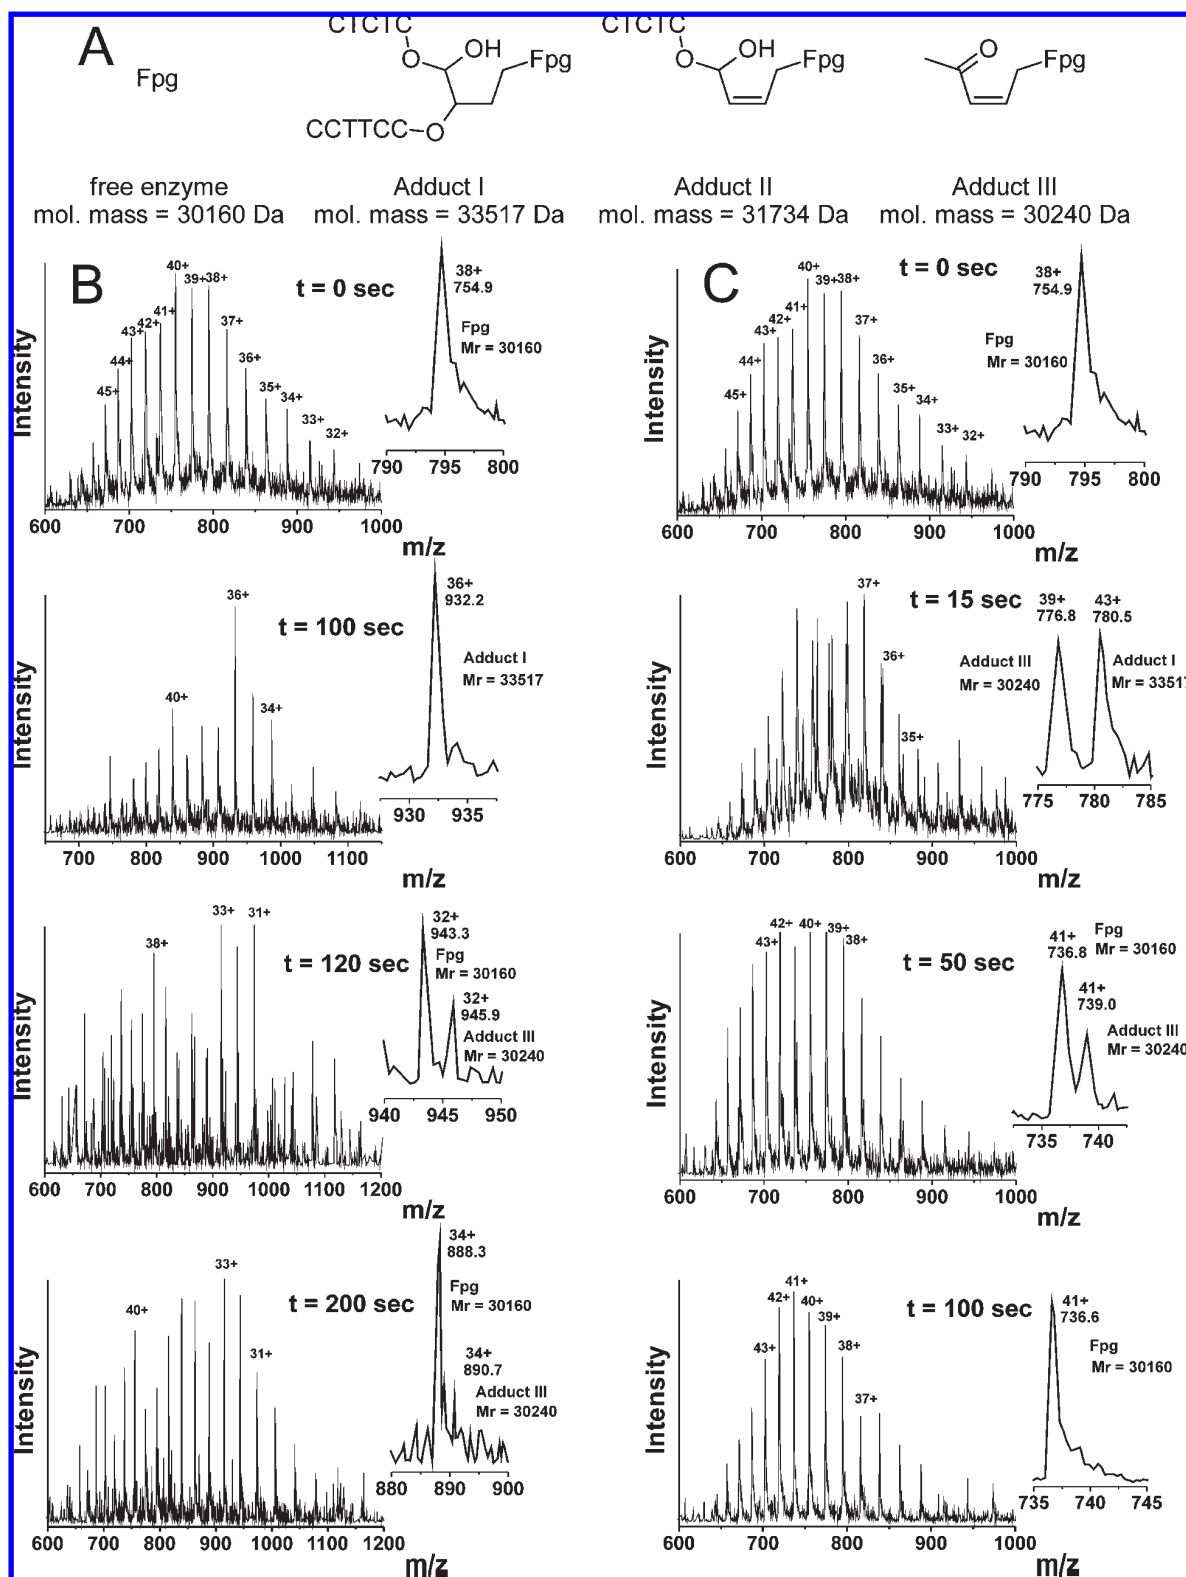 A
Fpg
CTCTC
O
OH
Fpg
CCTTCC-O
CTCTC
O
OH
Fpg
O
Fpg
free enzyme
mol. mass = 30160 Da
Adduct I
mol. mass = 33517 Da
Adduct II
mol. mass = 31734 Da
Adduct III
mol. mass = 30240 Da
B
t = 0 sec
Intensity
45+ 44+ 43+ 42+ 41+ 40+ 39+ 38+ 37+ 36+ 35+ 34+ 33+ 32+
600 700 800 900 1000
m/z
38+
754.9
Fpg
Mr = 30160
790 795 800
t = 100 sec
Intensity
40+ 36+ 34+
700 800 900 1000 1100
m/z
36+
932.2
Adduct I
Mr = 33517
930 935
t = 120 sec
Intensity
38+ 33+ 31+
600 700 800 900 1000 1100 1200
m/z
32+
943.3
Fpg
Mr = 30160
32+
945.9
Adduct III
Mr = 30240
940 945 950
t = 200 sec
Intensity
40+ 33+ 31+
600 700 800 900 1000 1100 1200
m/z
34+
888.3
Fpg
Mr = 30160
34+
890.7
Adduct III
Mr = 30240
880 890 900
C
t = 0 sec
Intensity
45+ 44+ 43+ 42+ 41+ 40+ 39+ 38+ 37+ 36+ 35+ 34+ 33+ 32+
600 700 800 900 1000
m/z
38+
754.9
Fpg
Mr = 30160
790 795 800
t = 15 sec
Intensity
37+ 36+ 35+
600 700 800 900 1000
m/z
39+
776.8
Adduct III
Mr = 30240
43+
780.5
Adduct I
Mr = 33517
775 780 785
t = 50 sec
Intensity
43+ 42+ 40+ 39+ 38+
600 700 800 900 1000
m/z
41+
736.8
Fpg
Mr = 30160
41+
739.0
Adduct III
Mr = 30240
735 740
t = 100 sec
Intensity
43+ 42+ 41+ 40+ 39+ 38+ 37+
600 700 800 900 1000
m/z
41+
736.6
Fpg
Mr = 30160
735 740 745